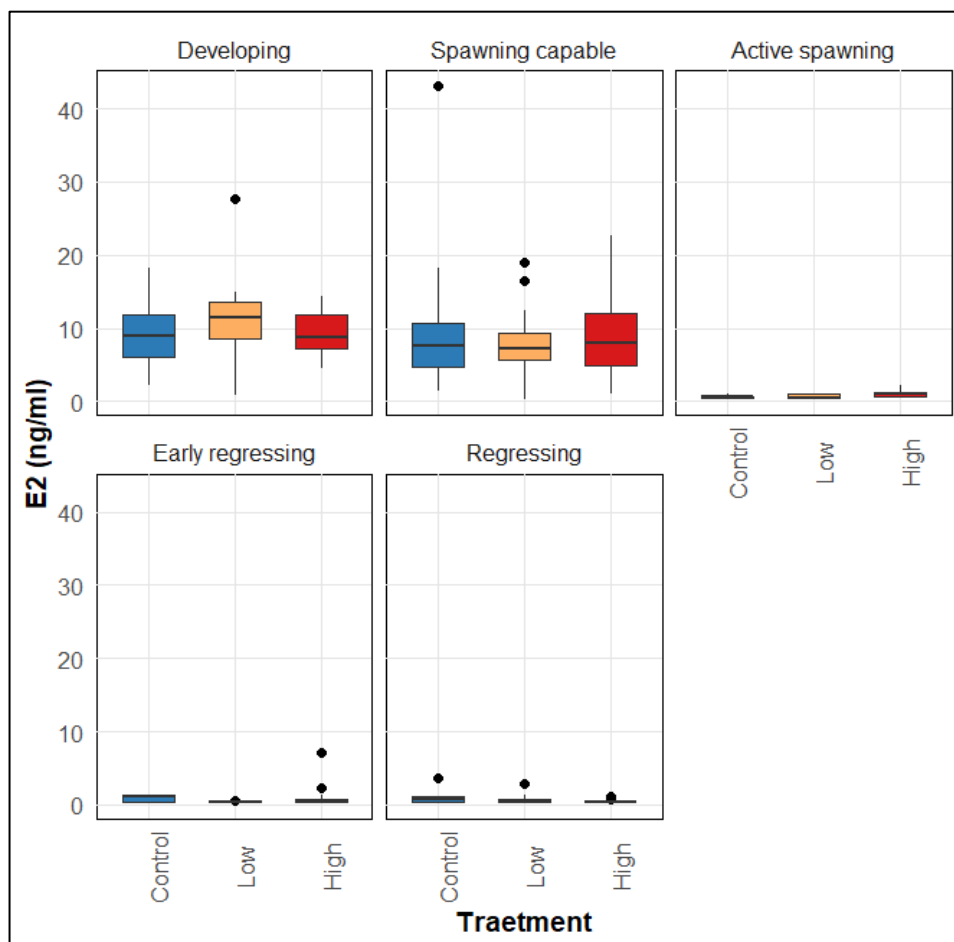 Developing
Spawning capable
Active spawning
40
30
20
10
0
Control
Low
High
E2 (ng/ml)
Early regressing
Regressing
40
30
20
10
0
Control
Low
High
Control
Low
High
Traetment